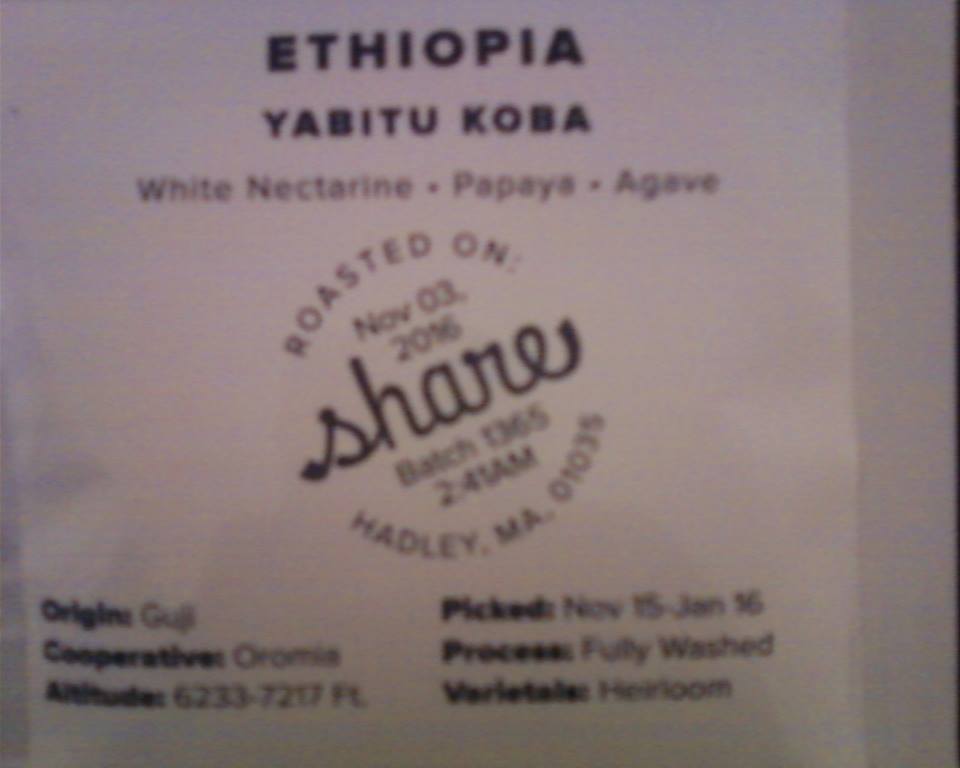 ETHIOPIA
YABITU KOBA
White Nectarine • Papaya • Agave
ROASTED ON:
Nov 03,
2016
share
Batch 1365
2:41AM
HADLEY, MA, 01035
Origin: Guji
Cooperative: Oromia
Altitude: 6233-7217 Ft.
Picked: Nov 15-Jan 16
Process: Fully Washed
Varietals: Heirloom